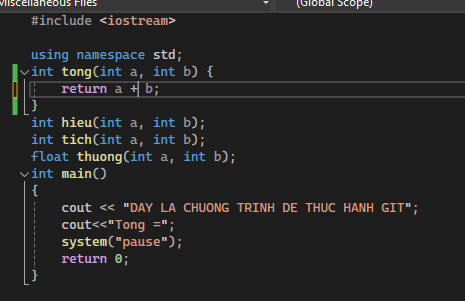 Miscellaneous Files (Global Scope)
#include <iostream>
using namespace std;
int tong(int a, int b) {
return a + b;
}
int hieu(int a, int b);
int tich(int a, int b);
float thuong(int a, int b);
int main()
{
cout << "DAY LA CHUONG TRINH DE THUC HANH GIT";
cout<<"Tong =";
system("pause");
return 0;
}